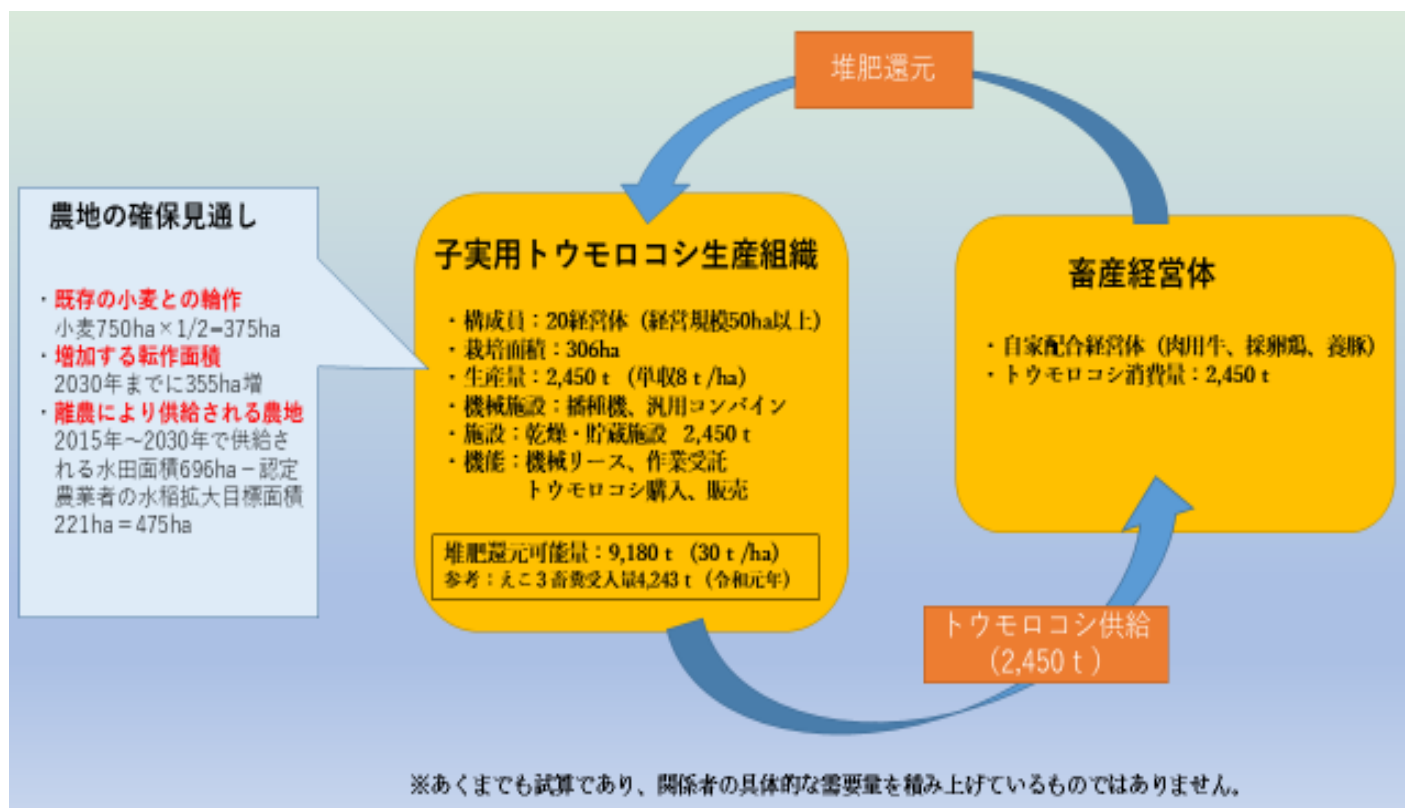 堆肥還元
農地の確保見通し
・既存の小麦との輪作
小麦750ha×1/2=375ha
・増加する転作面積
2030年までに355ha増
・離農により供給される農地
2015年～2030年で供給さ
れる水田面積696ha－認定
農業者の水稲拡大目標面積
221ha＝475ha
子実用トウモロコシ生産組織
・構成員：20経営体（経営規模50ha以上）
・栽培面積：306ha
・生産量：2,450ｔ（単収8ｔ/ha）
・機械施設：播種機、汎用コンバイン
・施設：乾燥・貯蔵施設 2,450ｔ
・機能：機械リース、作業受託
トウモロコシ購入、販売
堆肥還元可能量：9,180ｔ（30ｔ/ha）
参考：えこ３畜糞受入量4,243ｔ（令和元年）
畜産経営体
・自家配合経営体（肉用牛、採卵鶏、養豚）
・トウモロコシ消費量：2,450ｔ
トウモロコシ供給
(2,450ｔ)
※あくまでも試算であり、関係者の具体的な需要量を積み上げているものではありません。